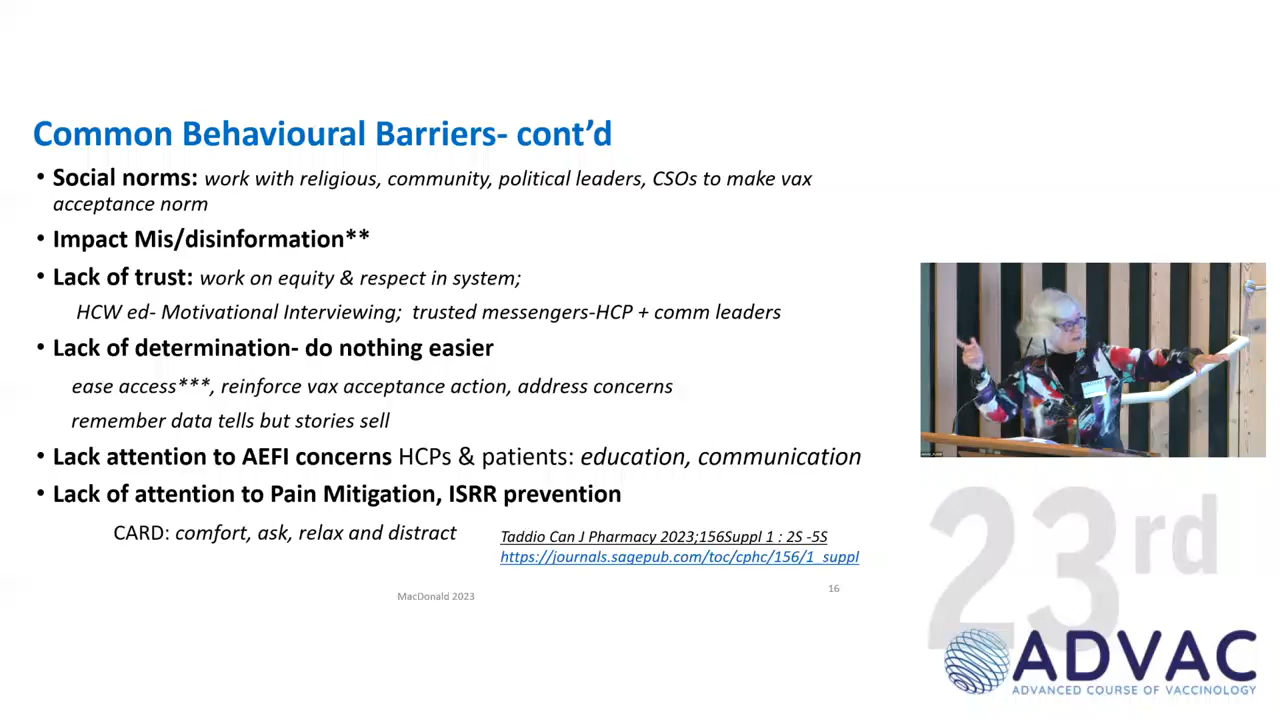 Common Behavioural Barriers- cont’d
• Social norms: work with religious, community, political leaders, CSOs to make vax
acceptance norm
• Impact Mis/disinformation**
• Lack of trust: work on equity & respect in system;
HCW ed- Motivational Interviewing; trusted messengers-HCP + comm leaders
• Lack of determination- do nothing easier
ease access***, reinforce vax acceptance action, address concerns
remember data tells but stories sell
• Lack attention to AEFI concerns HCPs & patients: education, communication
• Lack of attention to Pain Mitigation, ISRR prevention
CARD: comfort, ask, relax and distract
Taddio Can J Pharmacy 2023;156Suppl 1 : 2S -5S
https://journals.sagepub.com/toc/cphc/156/1_suppl
MacDonald 2023
16
23rd
ADVAC
ADVANCED COURSE OF VACCINOLOGY